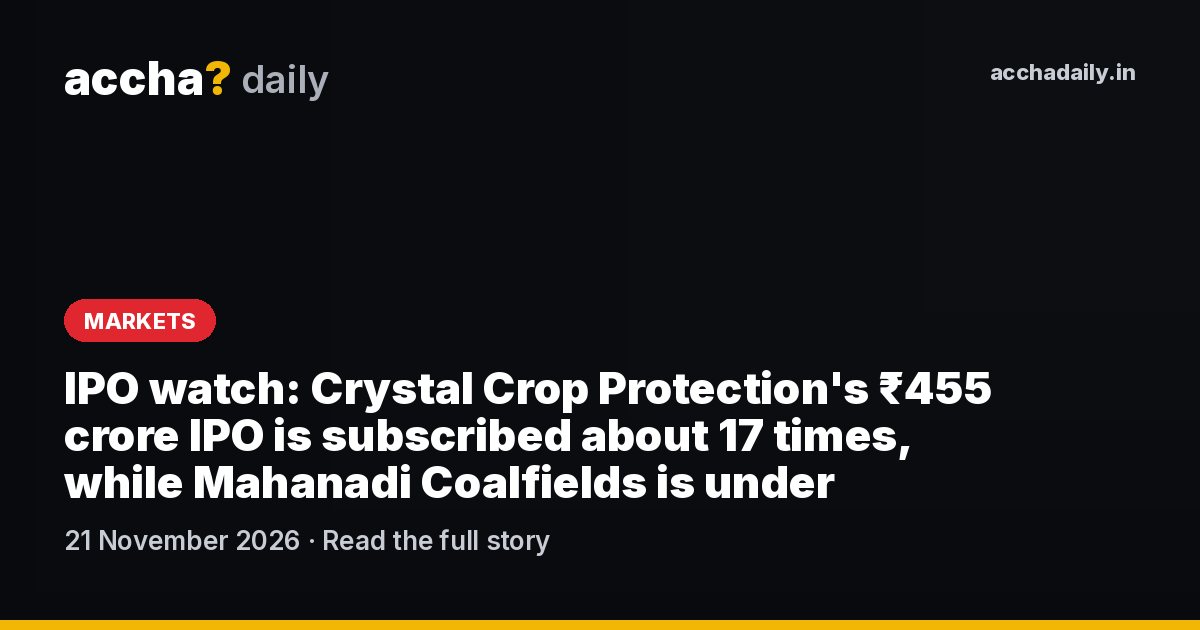 accha? daily
acchadaily.in
MARKETS
IPO watch: Crystal Crop Protection's ₹455
crore IPO is subscribed about 17 times,
while Mahanadi Coalfields is under
21 November 2026 · Read the full story